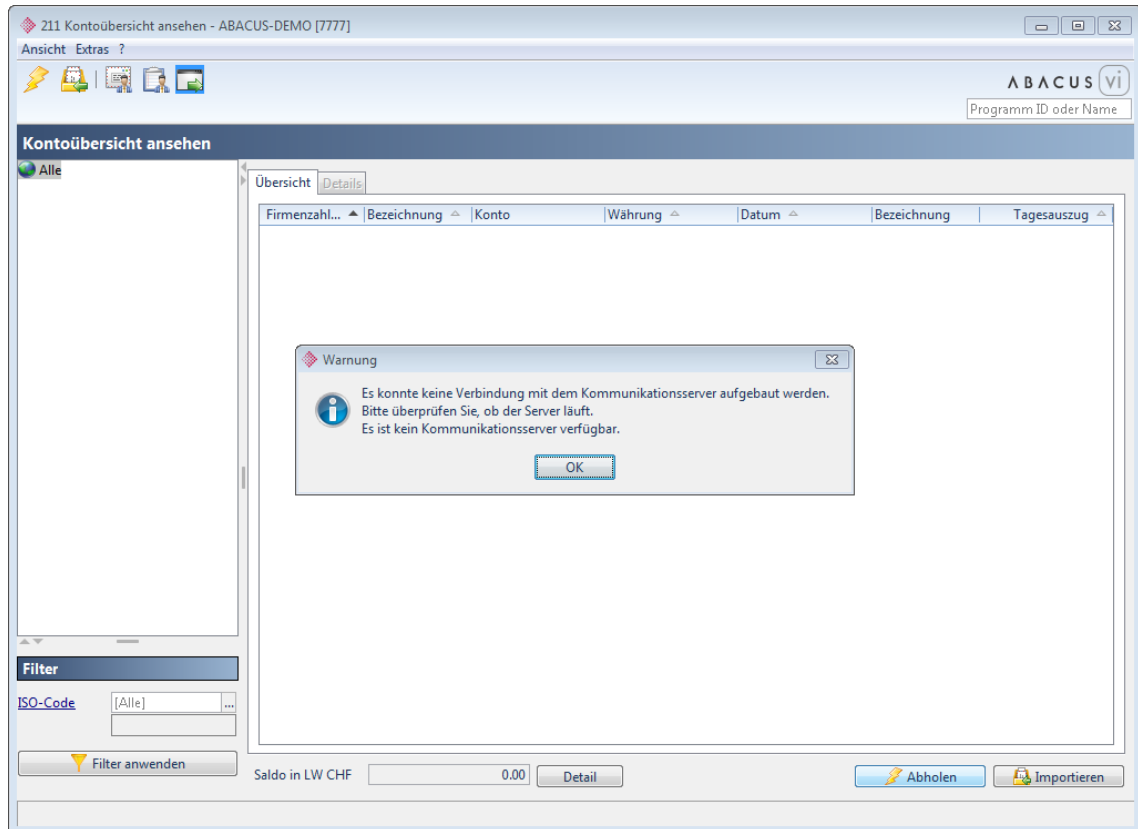 211 Kontoübersicht ansehen - ABACUS-DEMO [7777]
Ansicht Extras ?
ABACUS vi
Programm ID oder Name
Kontoübersicht ansehen
Alle
Übersicht Details
Firmenzahl... Bezeichnung Konto Währung Datum Bezeichnung Tagesauszug
Warnung
Es konnte keine Verbindung mit dem Kommunikationsserver aufgebaut werden.
Bitte überprüfen Sie, ob der Server läuft.
Es ist kein Kommunikationsserver verfügbar.
OK
Filter
ISO-Code [Alle] ...
Filter anwenden
Saldo in LW CHF 0.00 Detail Abholen Importieren